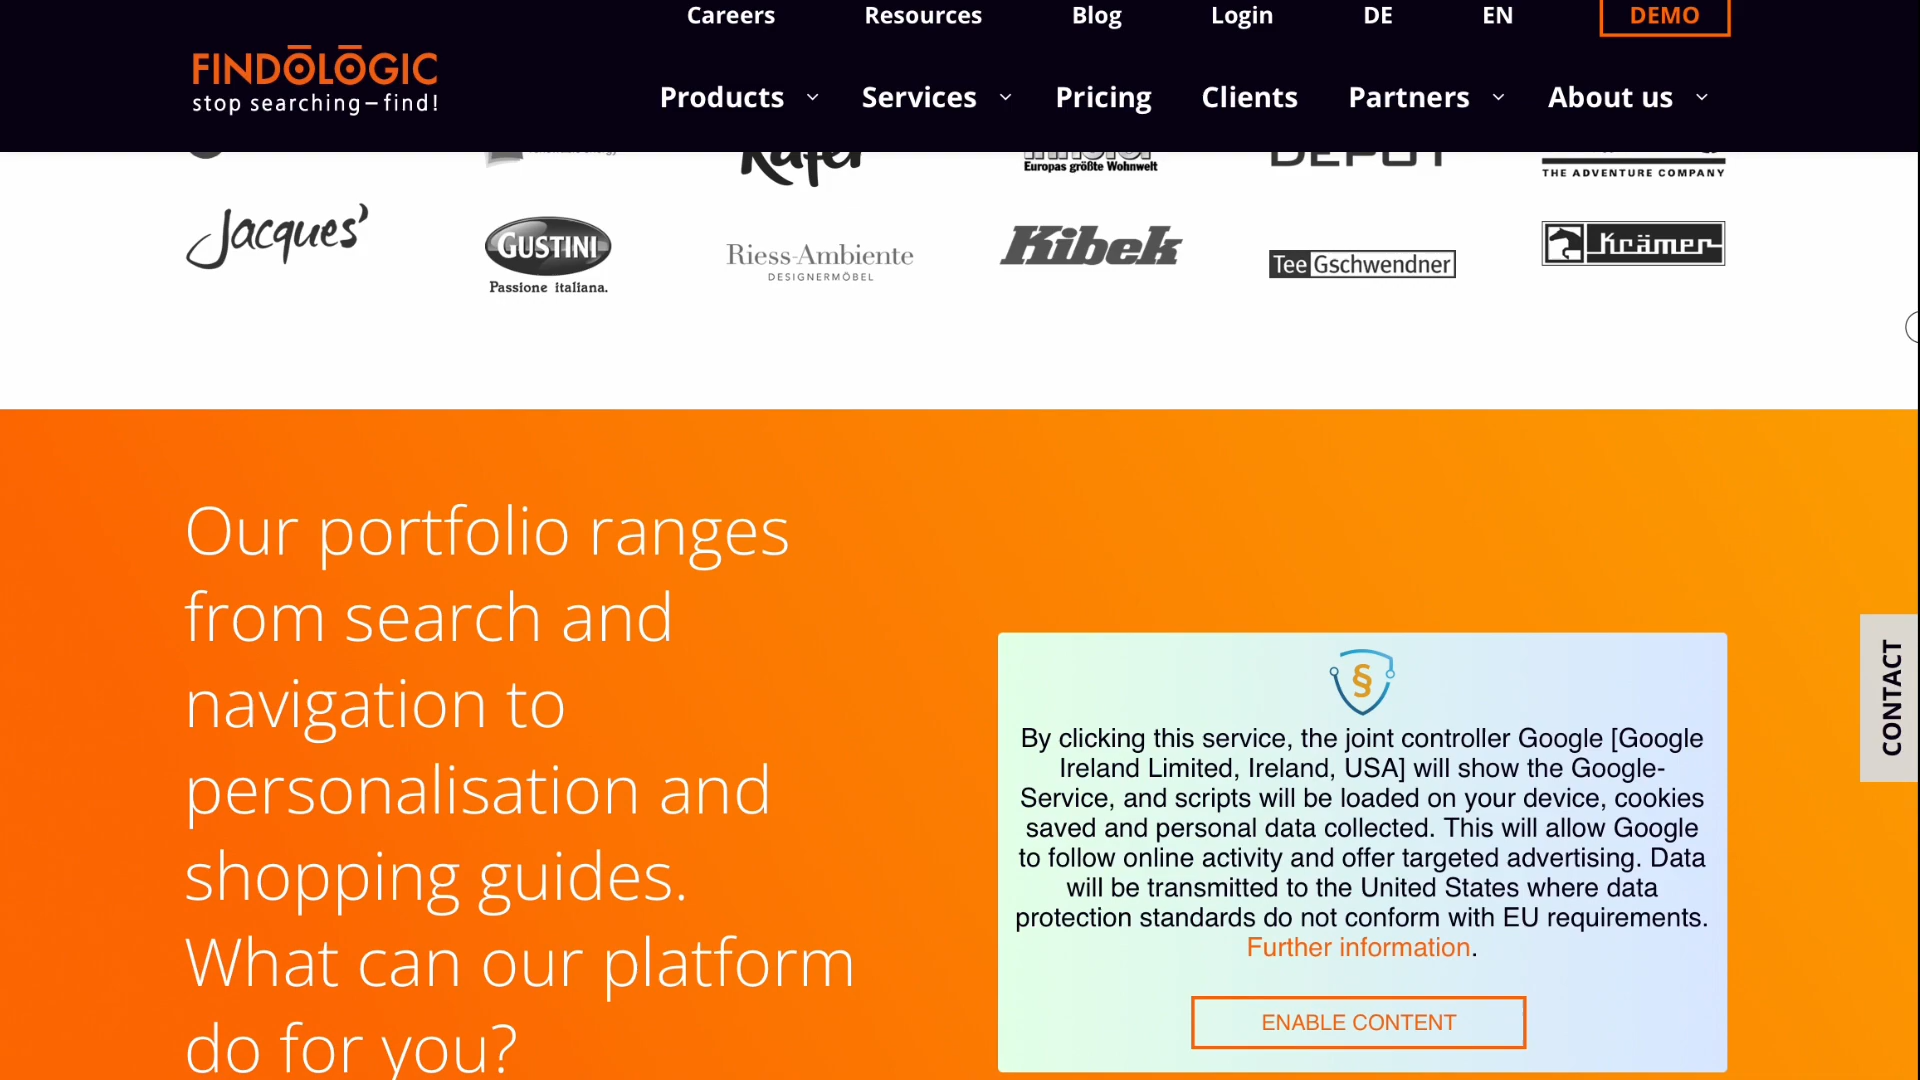 Careers Resources Blog Login DE EN DEMO
FINDOLOGIC
stop searching–find!
Products Services Pricing Clients Partners About us
Käfer
Europas größte Wohnwelt
DEPOT
THE ADVENTURE COMPANY
Jacques’
GUSTINI
Passione italiana.
Riess-Ambiente
DESIGNERMÖBEL
Kibek
TeeGschwendner
Krämer
Our portfolio ranges
from search and
navigation to
personalisation and
shopping guides.
What can our platform
do for you?
§
By clicking this service, the joint controller Google [Google
Ireland Limited, Ireland, USA] will show the Google-
Service, and scripts will be loaded on your device, cookies
saved and personal data collected. This will allow Google
to follow online activity and offer targeted advertising. Data
will be transmitted to the United States where data
protection standards do not conform with EU requirements.
Further information.
ENABLE CONTENT
CONTACT